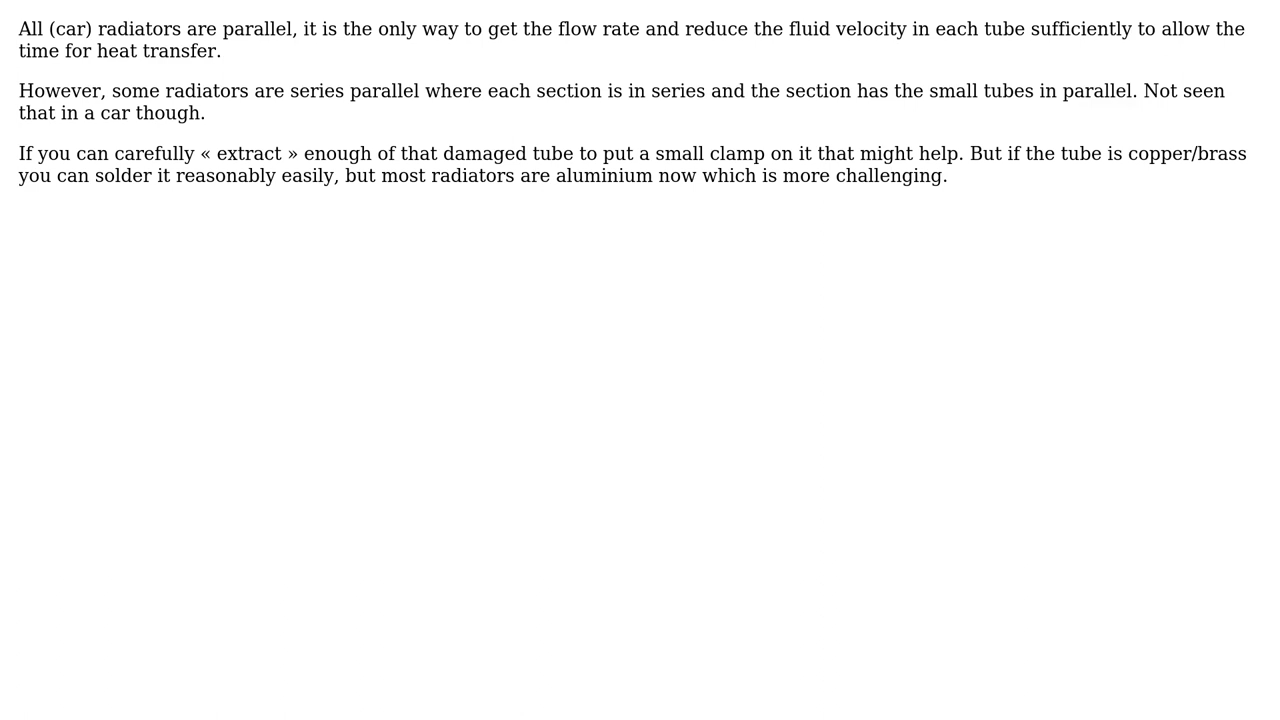 All (car) radiators are parallel, it is the only way to get the flow rate and reduce the fluid velocity in each tube sufficiently to allow the
time for heat transfer.
However, some radiators are series parallel where each section is in series and the section has the small tubes in parallel. Not seen
that in a car though.
If you can carefully « extract » enough of that damaged tube to put a small clamp on it that might help. But if the tube is copper/brass
you can solder it reasonably easily, but most radiators are aluminium now which is more challenging.